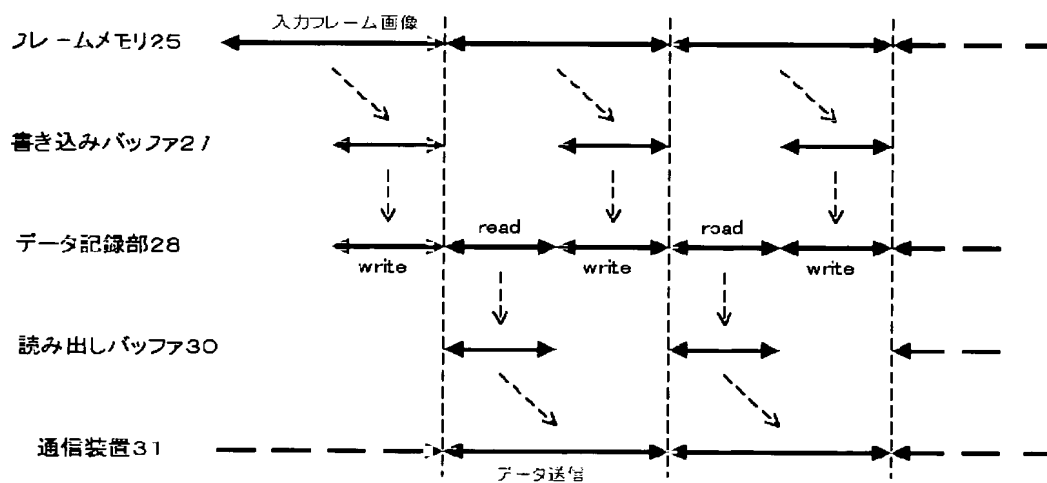 入力フレーム画像
フレームメモリ25
書き込みバッファ27
read
read
データ記録部28
write
write
write
読み出しバッファ30
通信装置31
データ送信